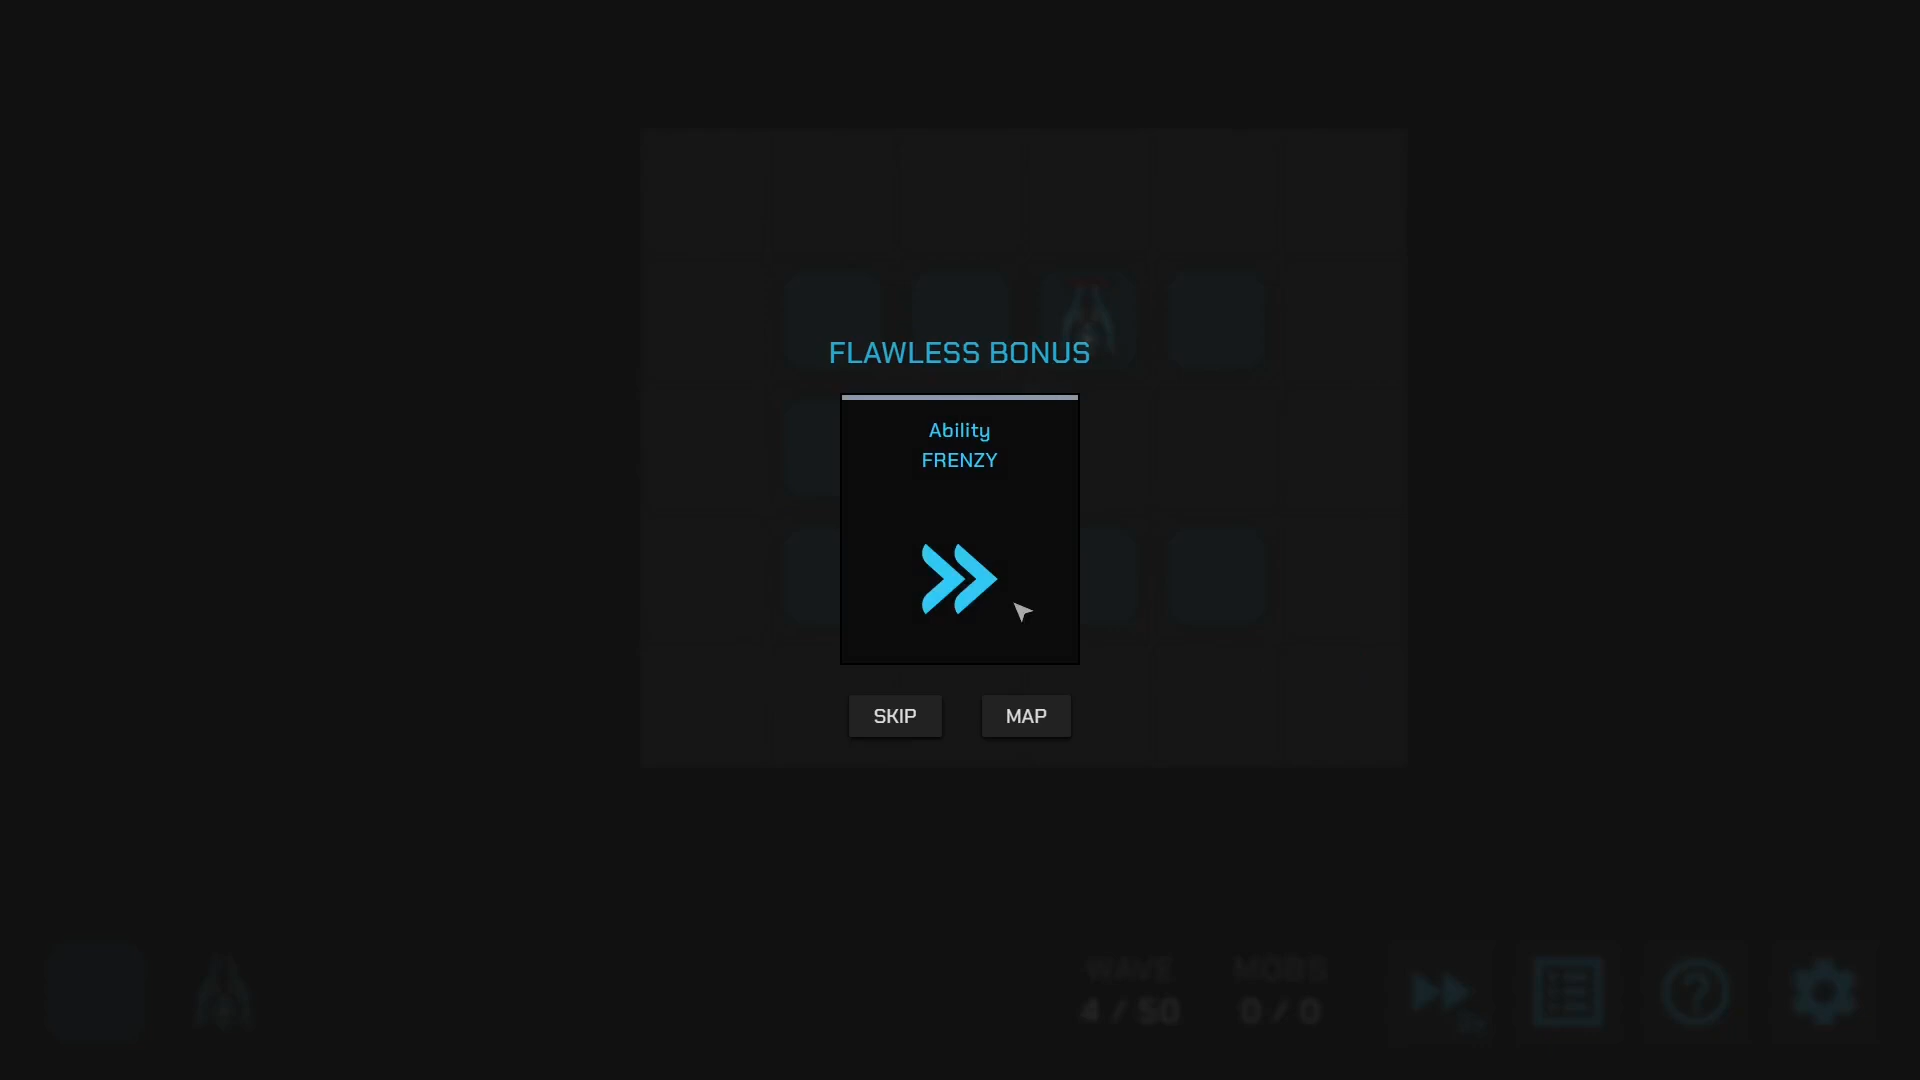 FLAWLESS BONUS
Ability
FRENZY
SKIP
MAP
WAVE
MOBS
4 / 50
0 / 0